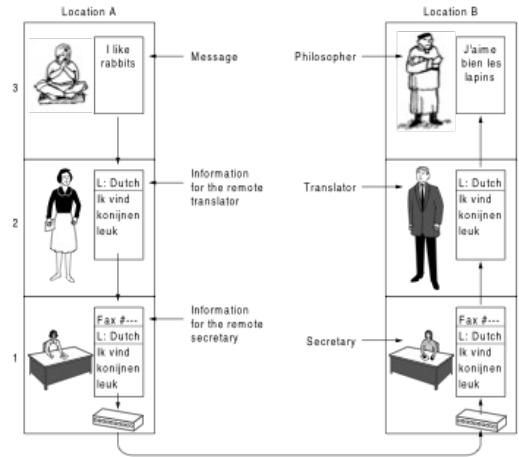 Location A
Location B
I like
rabbits
Message
Philosopher
J'aime
bien les
lapins
3
Information
for the remote
translator
L: Dutch
Ik vind
konijnen
leuk
Translator
L: Dutch
Ik vind
konijnen
leuk
2
Information
for the remote
secretary
Fax #---
L: Dutch
Ik vind
konijnen
leuk
Secretary
Fax #---
L: Dutch
Ik vind
konijnen
leuk
1